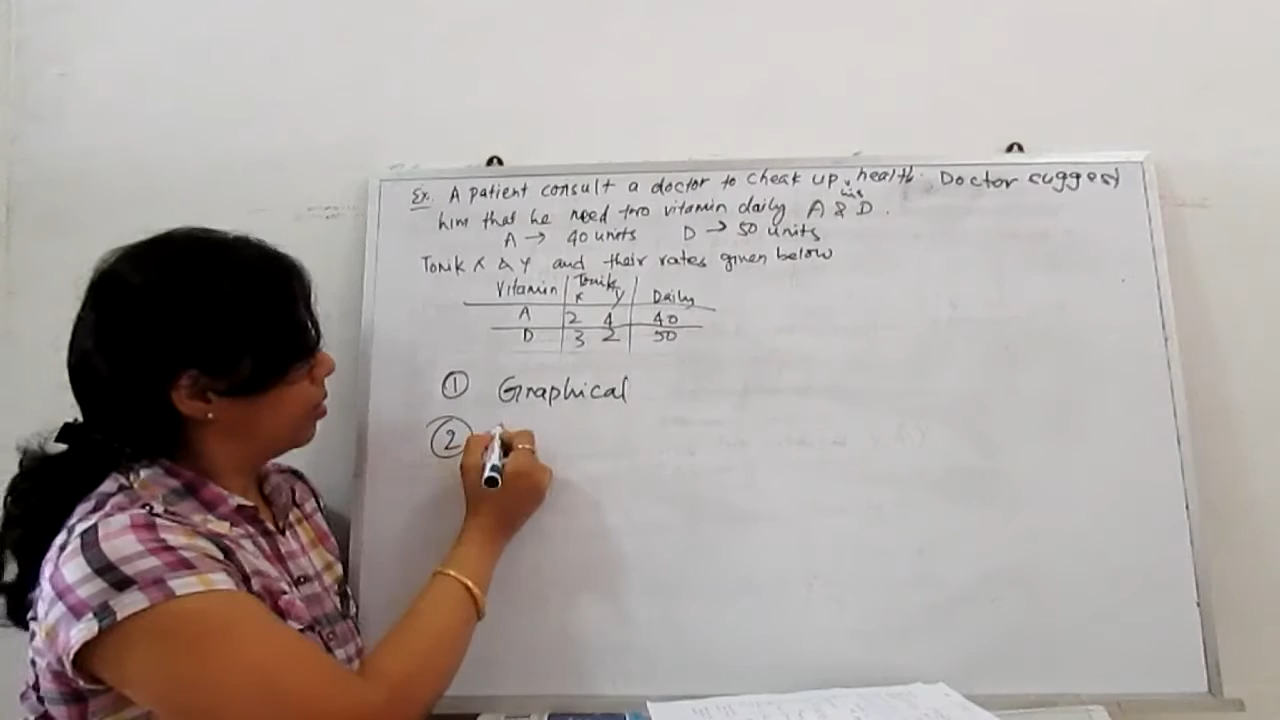 Ex. A patient consult a doctor to cheak up his health. Doctor suggest
him that he need two vitamin daily A & D.
A → 40 units D → 50 units
Tonik X & Y and their rates given below
Vitamin Tonik Daily
X Y
A 2 4 40
D 3 2 50
① Graphical
②